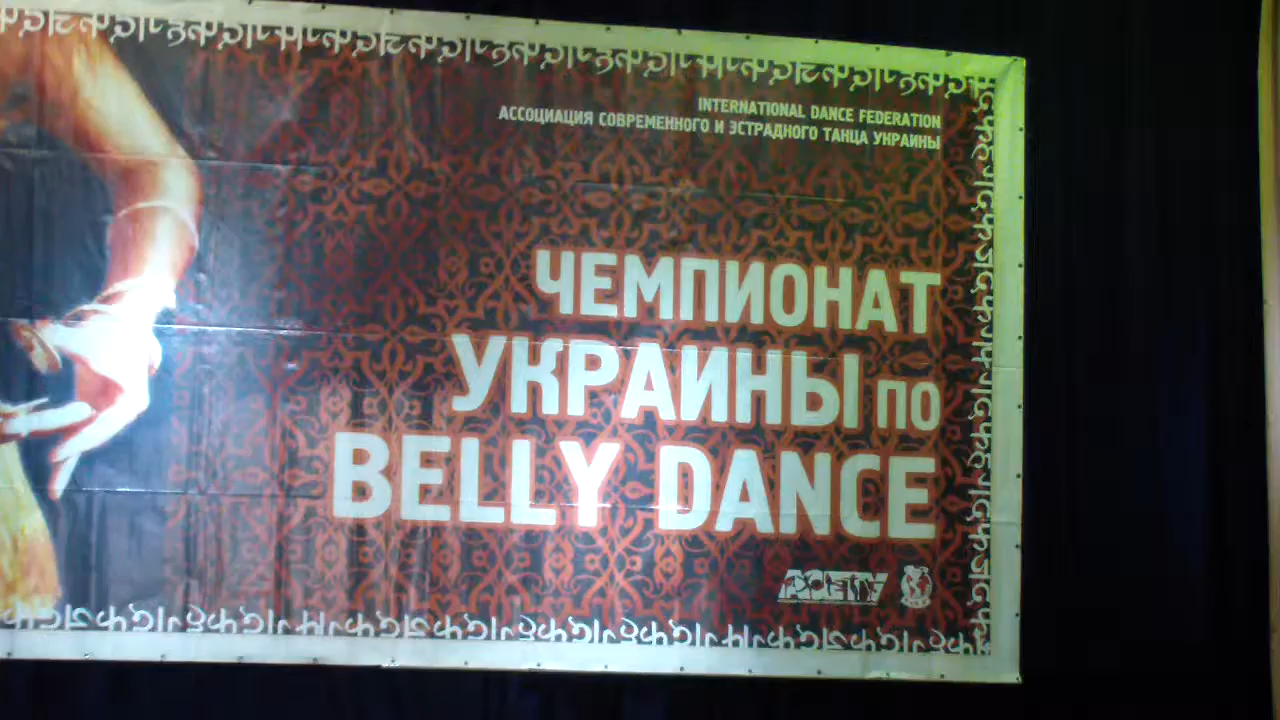 INTERNATIONAL DANCE FEDERATION
АССОЦИАЦИЯ СОВРЕМЕННОГО И ЭСТРАДНОГО ТАНЦА УКРАИНЫ
ЧЕМПИОНАТ
УКРАИНЫ ПО
BELLY DANCE